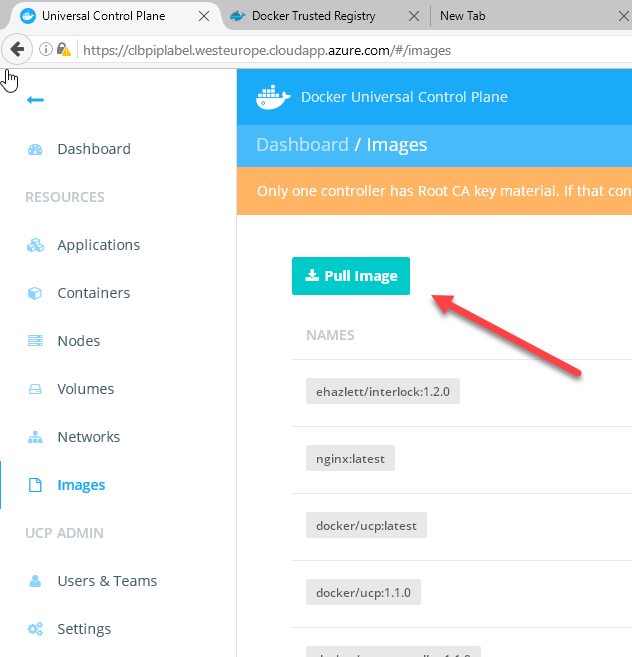 Universal Control Plane
Docker Trusted Registry
New Tab
https://clbpiplabel.westeurope.cloudapp.azure.com/#/images
Docker Universal Control Plane
Dashboard
Dashboard / Images
RESOURCES
Only one controller has Root CA key material. If that con
Applications
Pull Image
Containers
NAMES
Nodes
Volumes
ehazlett/interlock:1.2.0
Networks
nginx:latest
Images
docker/ucp:latest
UCP ADMIN
Users & Teams
docker/ucp:1.1.0
Settings